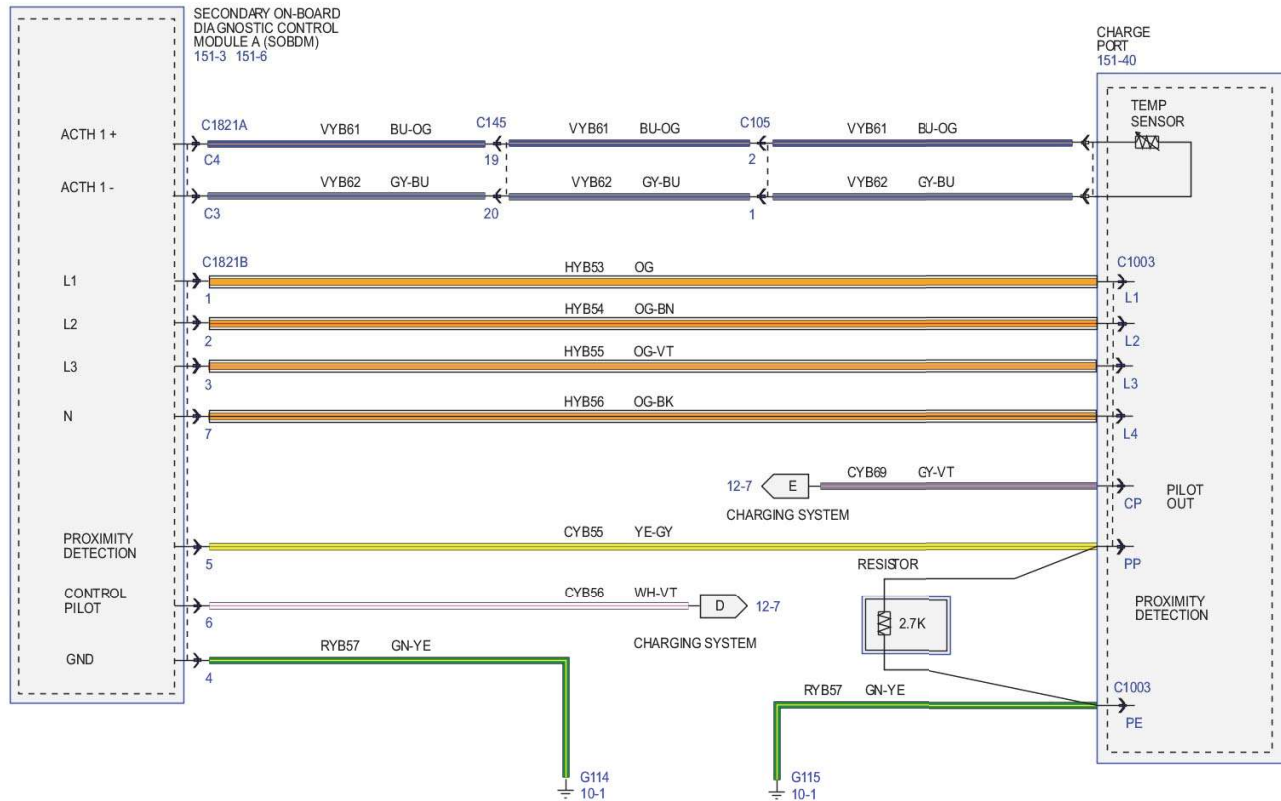 SECONDARY ON-BOARD
DIAGNOSTIC CONTROL
MODULE A (SOBDM)
151-3 151-6
CHARGE
PORT
151-40
TEMP
SENSOR
ACTH 1 +
C1821A
VYB61 BU-OG
C145
VYB61 BU-OG
C105
VYB61 BU-OG
C4
19
2
ACTH 1 -
VYB62 GY-BU
VYB62 GY-BU
VYB62 GY-BU
C3
20
1
C1821B
HYB53 OG
C1003
L1
1
L1
HYB54 OG-BN
L2
2
L2
HYB55 OG-VT
L3
3
L3
HYB56 OG-BK
N
7
L4
12-7
E
CYB69 GY-VT
PILOT
OUT
CHARGING SYSTEM
CP
PROXIMITY
DETECTION
CYB55 YE-GY
5
PP
RESISTOR
CONTROL
PILOT
CYB56 WH-VT
D
12-7
6
2.7K
PROXIMITY
DETECTION
CHARGING SYSTEM
GND
RYB57 GN-YE
4
RYB57 GN-YE
C1003
PE
G114
10-1
G115
10-1